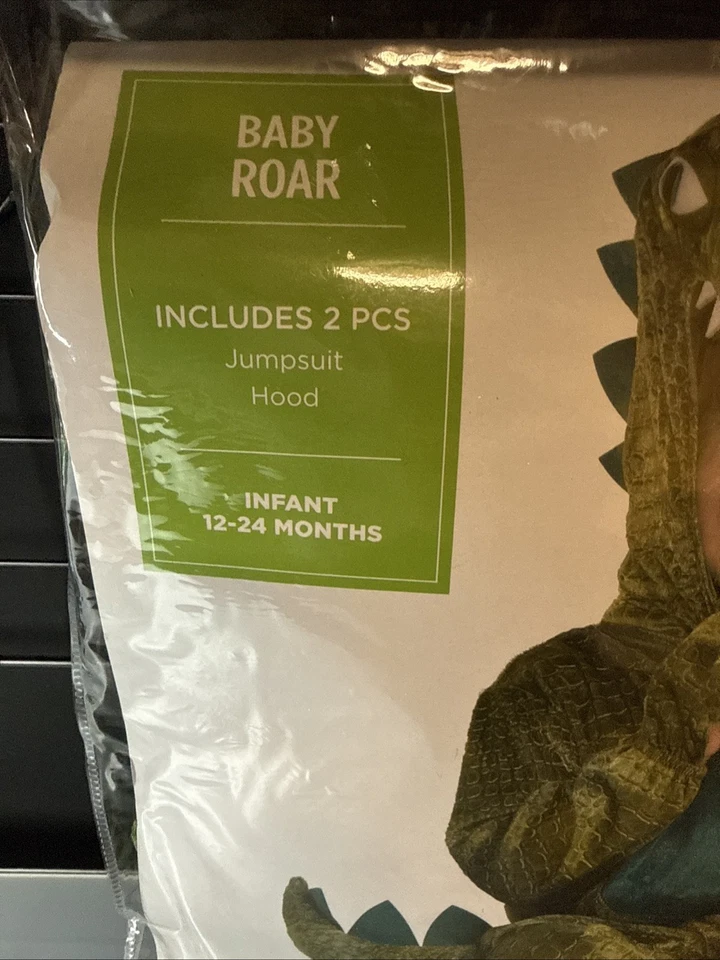 BABY
ROAR
INCLUDES 2 PCS
Jumpsuit
Hood
INFANT
12-24 MONTHS